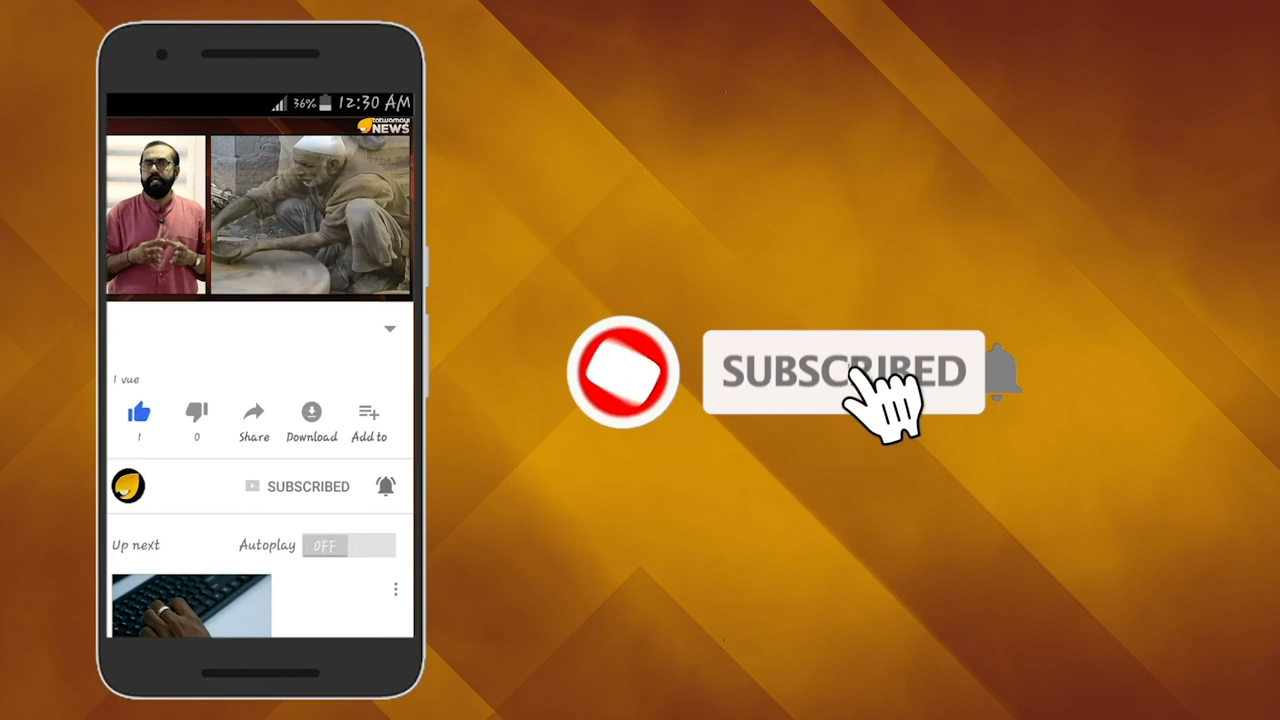 36% 12:30 AM
tatwamayi
NEWS
1 vue
1
0
Share
Download
Add to
SUBSCRIBED
Up next
Autoplay
OFF
SUBSCRIBED